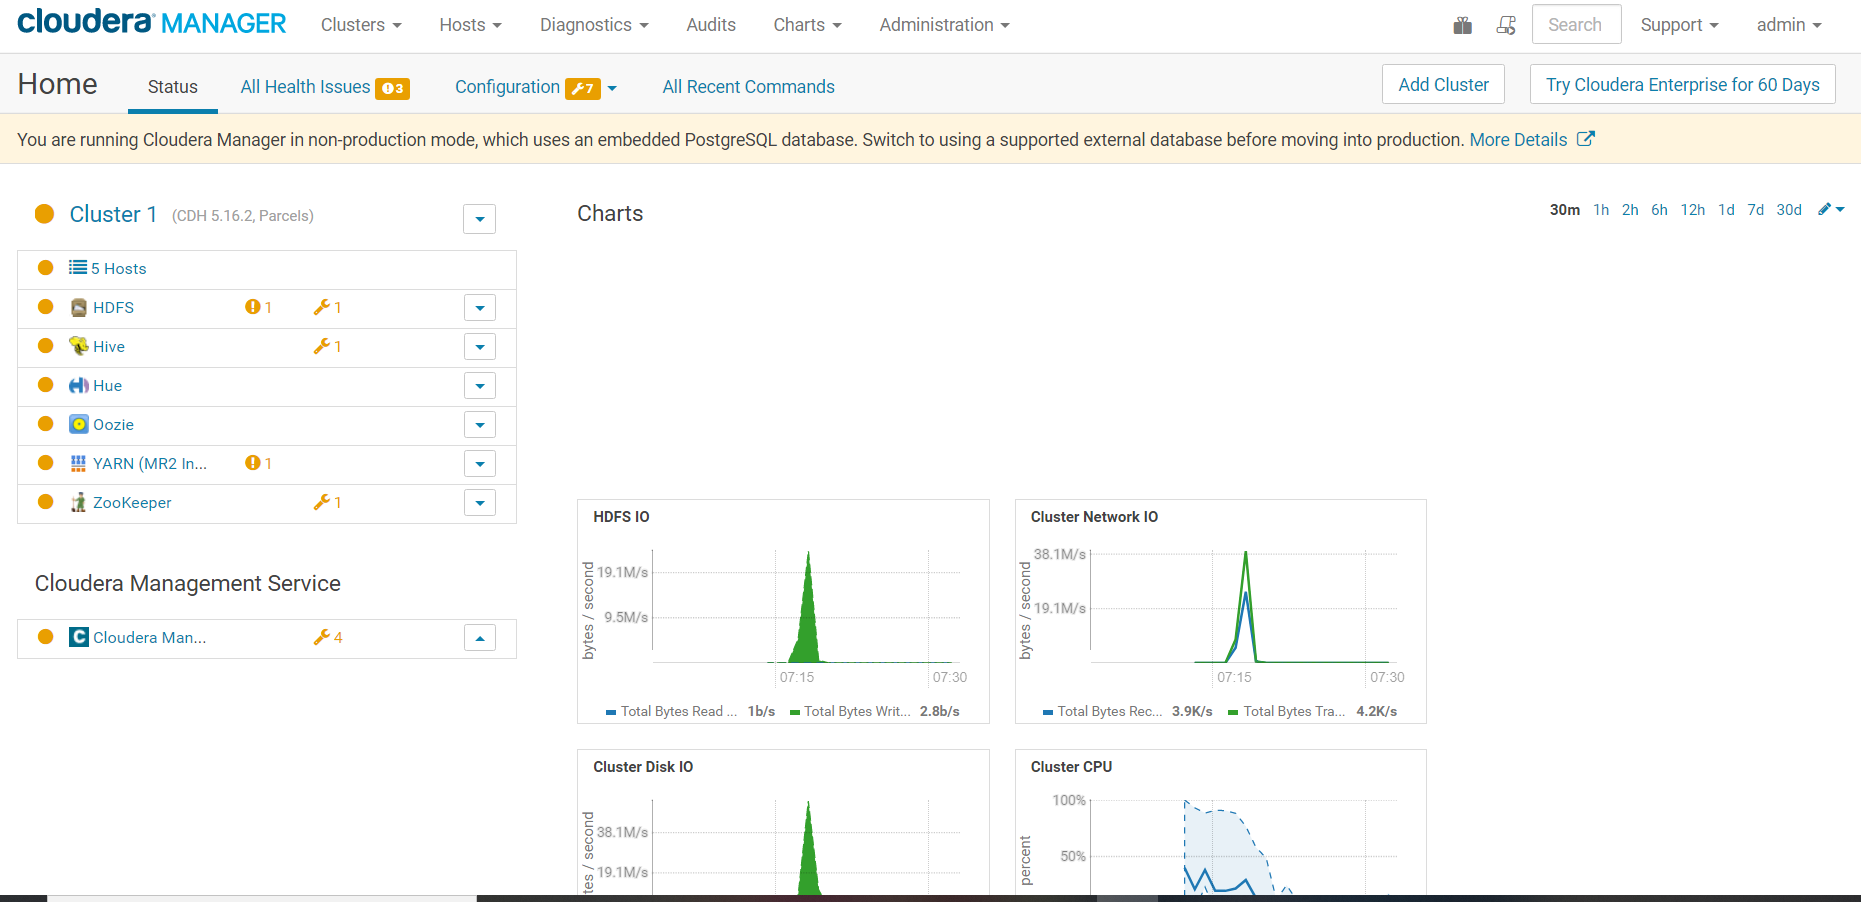 cloudera MANAGER Clusters Hosts Diagnostics Audits Charts Administration Search Support admin
Home Status All Health Issues 3 Configuration 7 All Recent Commands Add Cluster Try Cloudera Enterprise for 60 Days
You are running Cloudera Manager in non-production mode, which uses an embedded PostgreSQL database. Switch to using a supported external database before moving into production. More Details
Cluster 1 (CDH 5.16.2, Parcels)
5 Hosts
HDFS 1 1
Hive 1
Hue
Oozie
YARN (MR2 In... 1
ZooKeeper 1
Cloudera Management Service
C Cloudera Man... 4
Charts
30m 1h 2h 6h 12h 1d 7d 30d
HDFS IO
bytes / second
19.1M/s
9.5M/s
07:15 07:30
Total Bytes Read ... 1b/s Total Bytes Writ... 2.8b/s
Cluster Network IO
bytes / second
38.1M/s
19.1M/s
07:15 07:30
Total Bytes Rec... 3.9K/s Total Bytes Tra... 4.2K/s
Cluster Disk IO
tes / second
38.1M/s
19.1M/s
Cluster CPU
percent
100%
50%